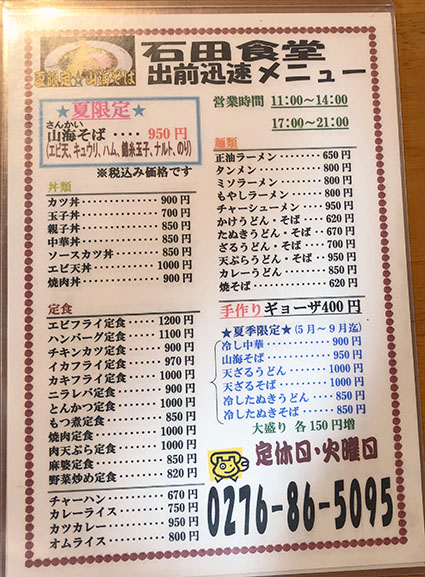 夏限定☆山海そば
石田食堂
出前迅速メニュー
営業時間 11:00～14:00
17:00～21:00
★夏限定★
さんかい
山海そば ‥‥ 950円
(エビ天、キュウリ、ハム、錦糸玉子、ナルト、のり)
※税込み価格です
丼類
カツ丼‥‥‥‥‥‥900円
玉子丼‥‥‥‥‥‥700円
親子丼‥‥‥‥‥‥850円
中華丼‥‥‥‥‥‥850円
ソースカツ丼‥‥‥850円
エビ天丼‥‥‥‥‥1000円
焼肉丼‥‥‥‥‥‥900円
定食
エビフライ定食‥‥1200円
ハンバーグ定食‥‥1100円
チキンカツ定食‥‥900円
イカフライ定食‥‥970円
カキフライ定食‥‥1000円
ニラレバ定食‥‥‥900円
とんかつ定食‥‥‥1000円
もつ煮定食‥‥‥‥850円
焼肉定食‥‥‥‥‥1000円
肉天ぷら定食‥‥‥1000円
麻婆定食‥‥‥‥‥850円
野菜炒め定食‥‥‥820円
チャーハン‥‥‥‥670円
カレーライス‥‥‥750円
カツカレー‥‥‥‥950円
オムライス‥‥‥‥800円
麺類
正油ラーメン‥‥‥650円
タンメン‥‥‥‥‥800円
ミソラーメン‥‥‥800円
もやしラーメン‥‥800円
チャーシューメン‥950円
かけうどん・そば‥620円
たぬきうどん・そば‥670円
ざるうどん・そば‥700円
天ぷらうどん・そば‥950円
カレーうどん‥‥‥850円
焼そば‥‥‥‥‥‥620円
手作りギョーザ400円
★夏季限定★(5月～9月迄)
冷し中華‥‥‥‥‥900円
山海そば‥‥‥‥‥950円
天ざるうどん‥‥‥1000円
天ざるそば‥‥‥‥1000円
冷したぬきうどん‥850円
冷したぬきそば‥‥850円
大盛り 各150円増
定休日・火曜日
0276-86-5095